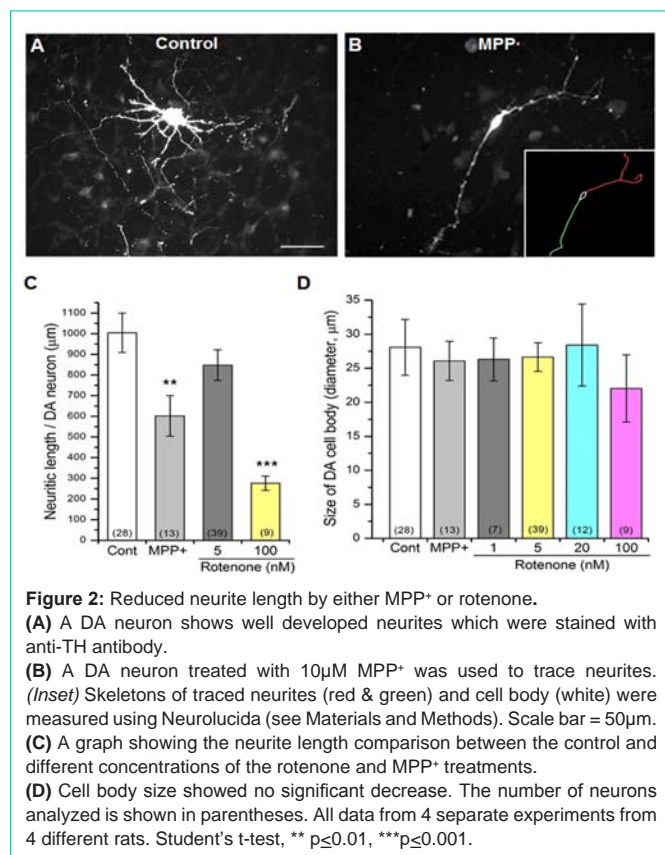 A Control
B MPP+
C
D
Neuritic length / DA neuron (µm)
1100
1000
900
800
700
600
500
400
300
200
100
0
**
***
(28) (13) (39) (9)
Cont MPP+ 5 100
Rotenone (nM)
Size of DA cell body (diameter, µm)
35
30
25
20
15
10
5
0
(28) (13) (7) (39) (12) (9)
Cont MPP+ 1 5 20 100
Rotenone (nM)
Figure 2: Reduced neurite length by either MPP⁺ or rotenone.
(A) A DA neuron shows well developed neurites which were stained with
anti-TH antibody.
(B) A DA neuron treated with 10µM MPP⁺ was used to trace neurites.
(Inset) Skeletons of traced neurites (red & green) and cell body (white) were
measured using Neurolucida (see Materials and Methods). Scale bar = 50µm.
(C) A graph showing the neurite length comparison between the control and
different concentrations of the rotenone and MPP⁺ treatments.
(D) Cell body size showed no significant decrease. The number of neurons
analyzed is shown in parentheses. All data from 4 separate experiments from
4 different rats. Student's t-test, ** p≤0.01, ***p≤0.001.